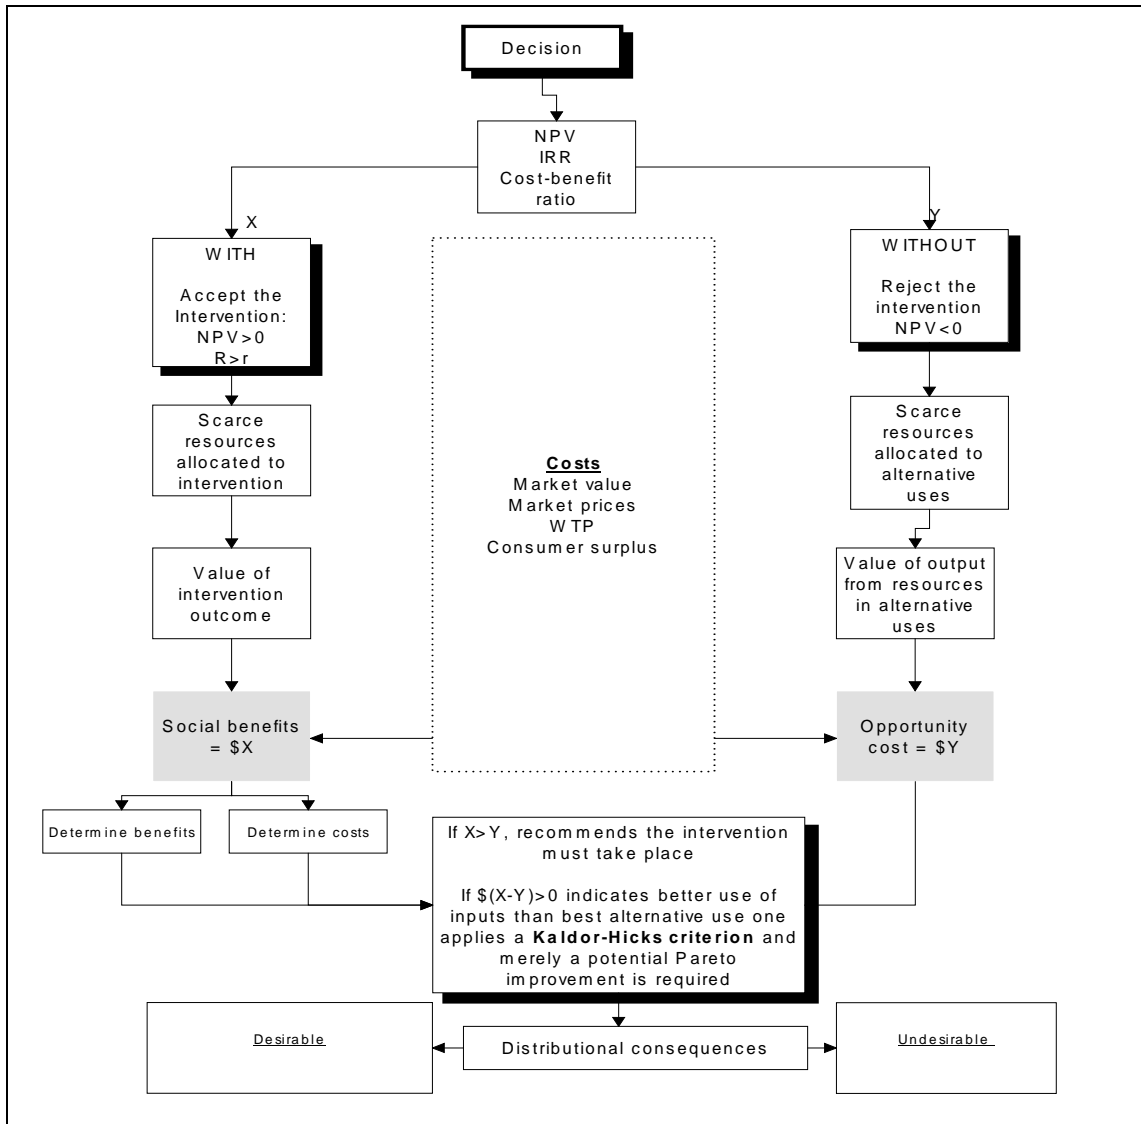 Decision
NPV
IRR
Cost-benefit
ratio
X
Y
WITH
Accept the
Intervention:
NPV>0
R>r
WITHOUT
Reject the
intervention
NPV<0
Scarce
resources
allocated to
intervention
Costs
Market value
Market prices
WTP
Consumer surplus
Scarce
resources
allocated to
alternative
uses
Value of
intervention
outcome
Value of output
from resources
in alternative
uses
Social benefits
= $X
Opportunity
cost = $Y
Determine benefits
Determine costs
If X>Y, recommends the intervention
must take place
If $(X-Y)>0 indicates better use of
inputs than best alternative use one
applies a Kaldor-Hicks criterion and
merely a potential Pareto
improvement is required
Desirable
Distributional consequences
Undesirable